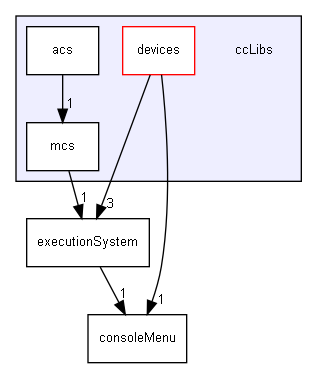 acs
devices
ccLibs
1
mcs
1
3
executionSystem
1
1
consoleMenu